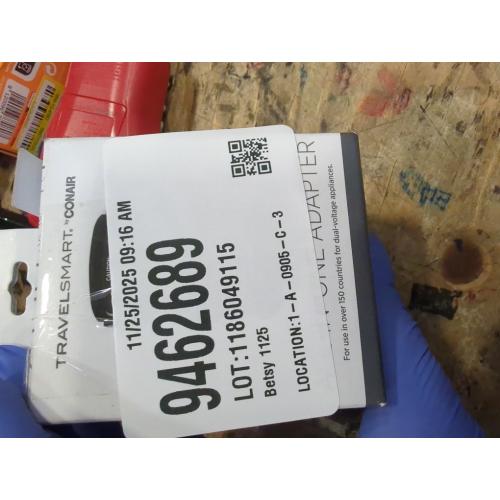 TRAVELSMART. by CONAIR
11/25/2025 09:16 AM
9462689
LOT:1186049115
Betsy 1125
LOCATION:1-A-0905-C-3
ONE ADAPTER
For use in over 150 countries for dual-voltage appliances.